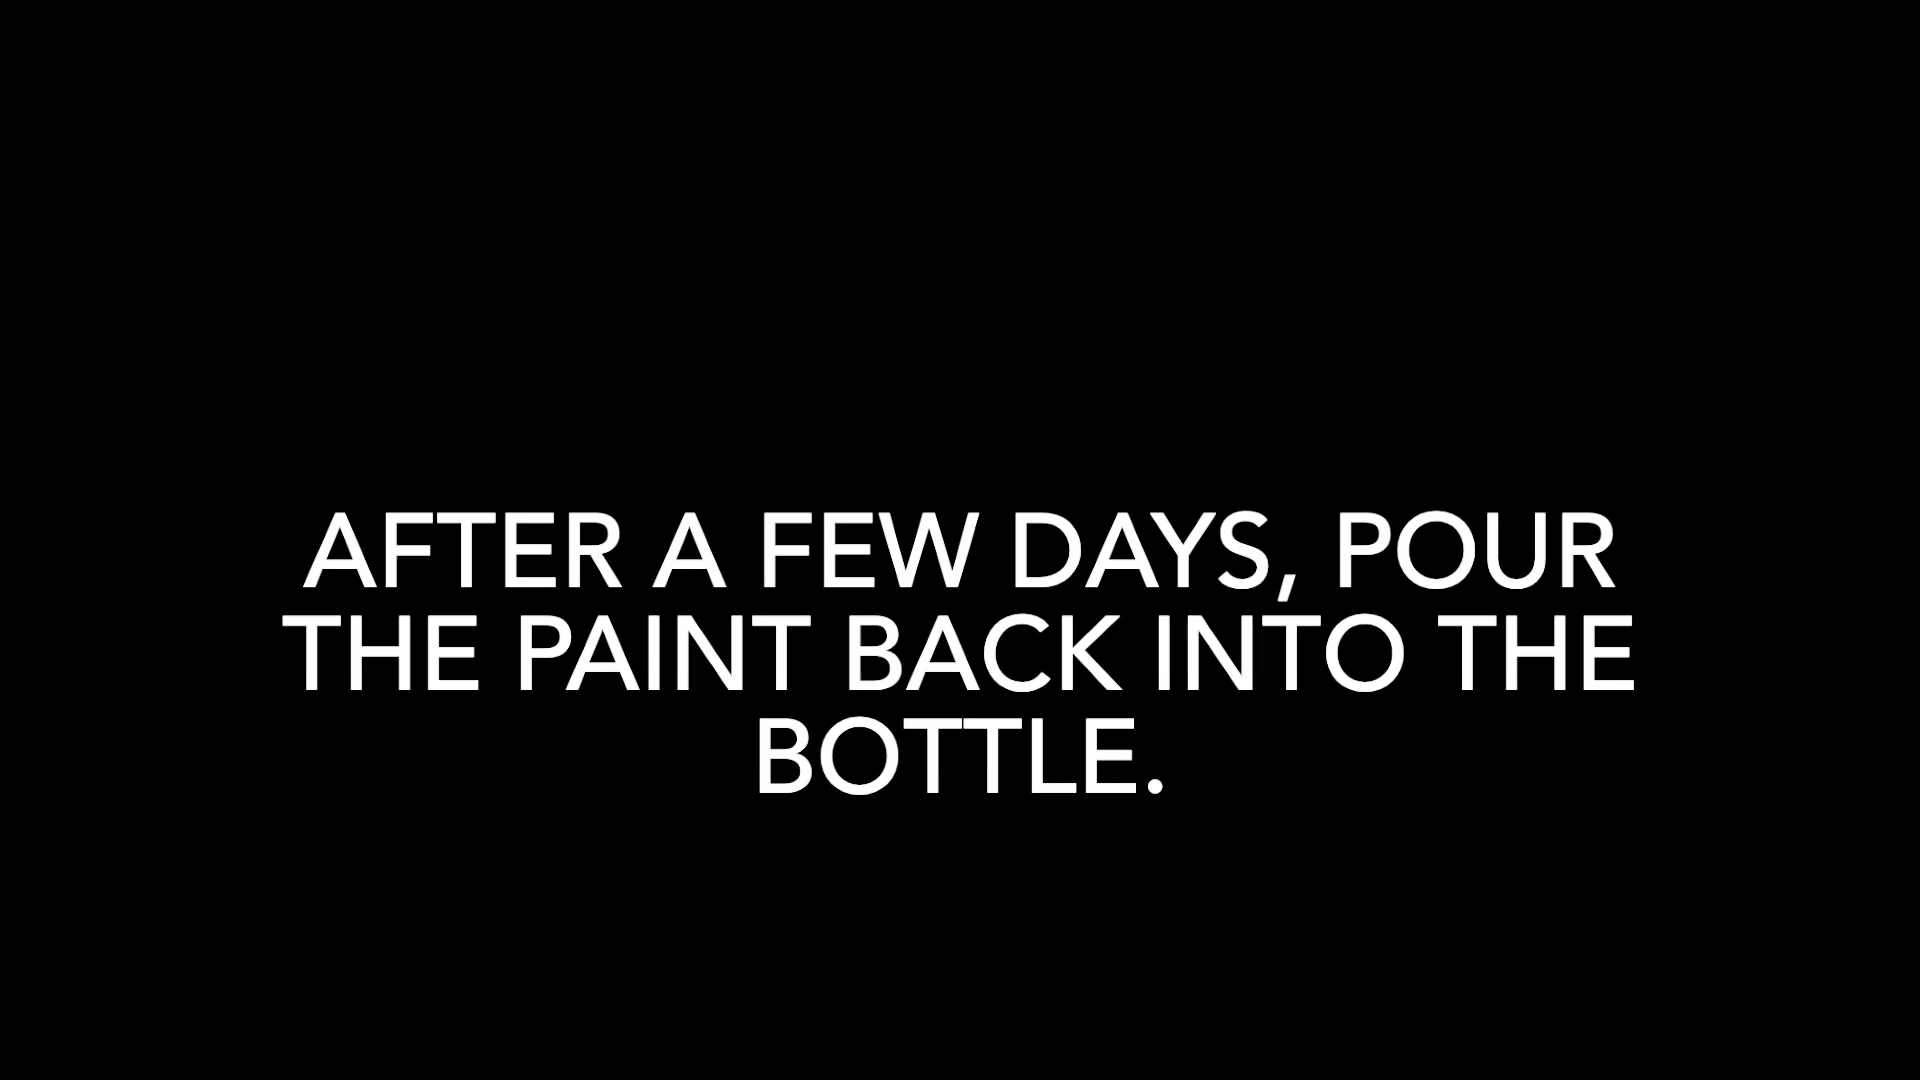 AFTER A FEW DAYS, POUR
THE PAINT BACK INTO THE
BOTTLE.